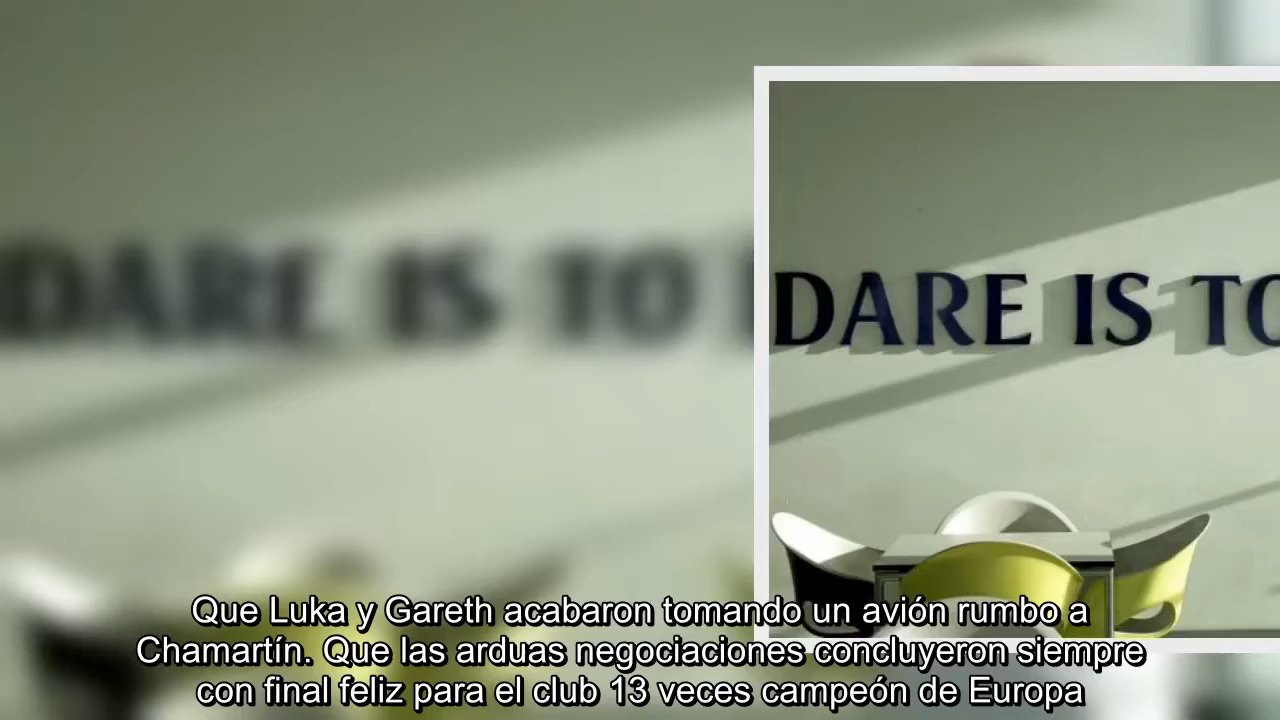 DARE IS TO
DARE IS TO
Que Luka y Gareth acabaron tomando un avión rumbo a
Chamartín. Que las arduas negociaciones concluyeron siempre
con final feliz para el club 13 veces campeón de Europa